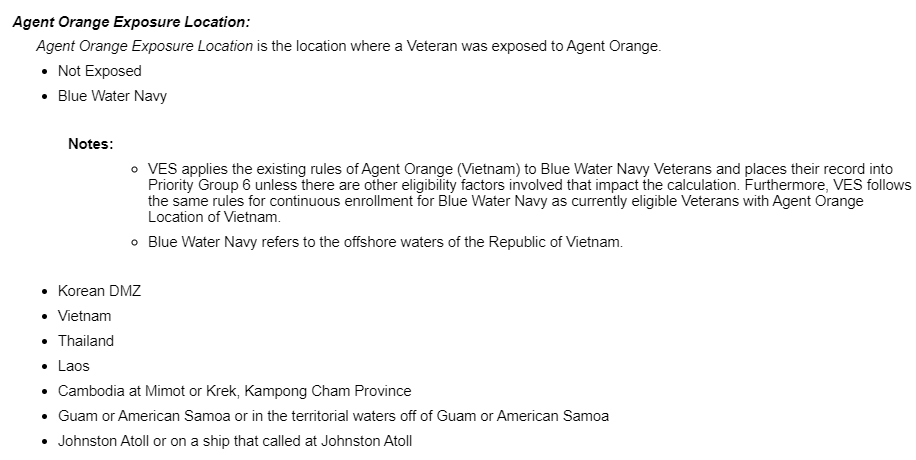 Agent Orange Exposure Location:
Agent Orange Exposure Location is the location where a Veteran was exposed to Agent Orange.
• Not Exposed
• Blue Water Navy
Notes:
○ VES applies the existing rules of Agent Orange (Vietnam) to Blue Water Navy Veterans and places their record into
Priority Group 6 unless there are other eligibility factors involved that impact the calculation. Furthermore, VES follows
the same rules for continuous enrollment for Blue Water Navy as currently eligible Veterans with Agent Orange
Location of Vietnam.
○ Blue Water Navy refers to the offshore waters of the Republic of Vietnam.
• Korean DMZ
• Vietnam
• Thailand
• Laos
• Cambodia at Mimot or Krek, Kampong Cham Province
• Guam or American Samoa or in the territorial waters off of Guam or American Samoa
• Johnston Atoll or on a ship that called at Johnston Atoll